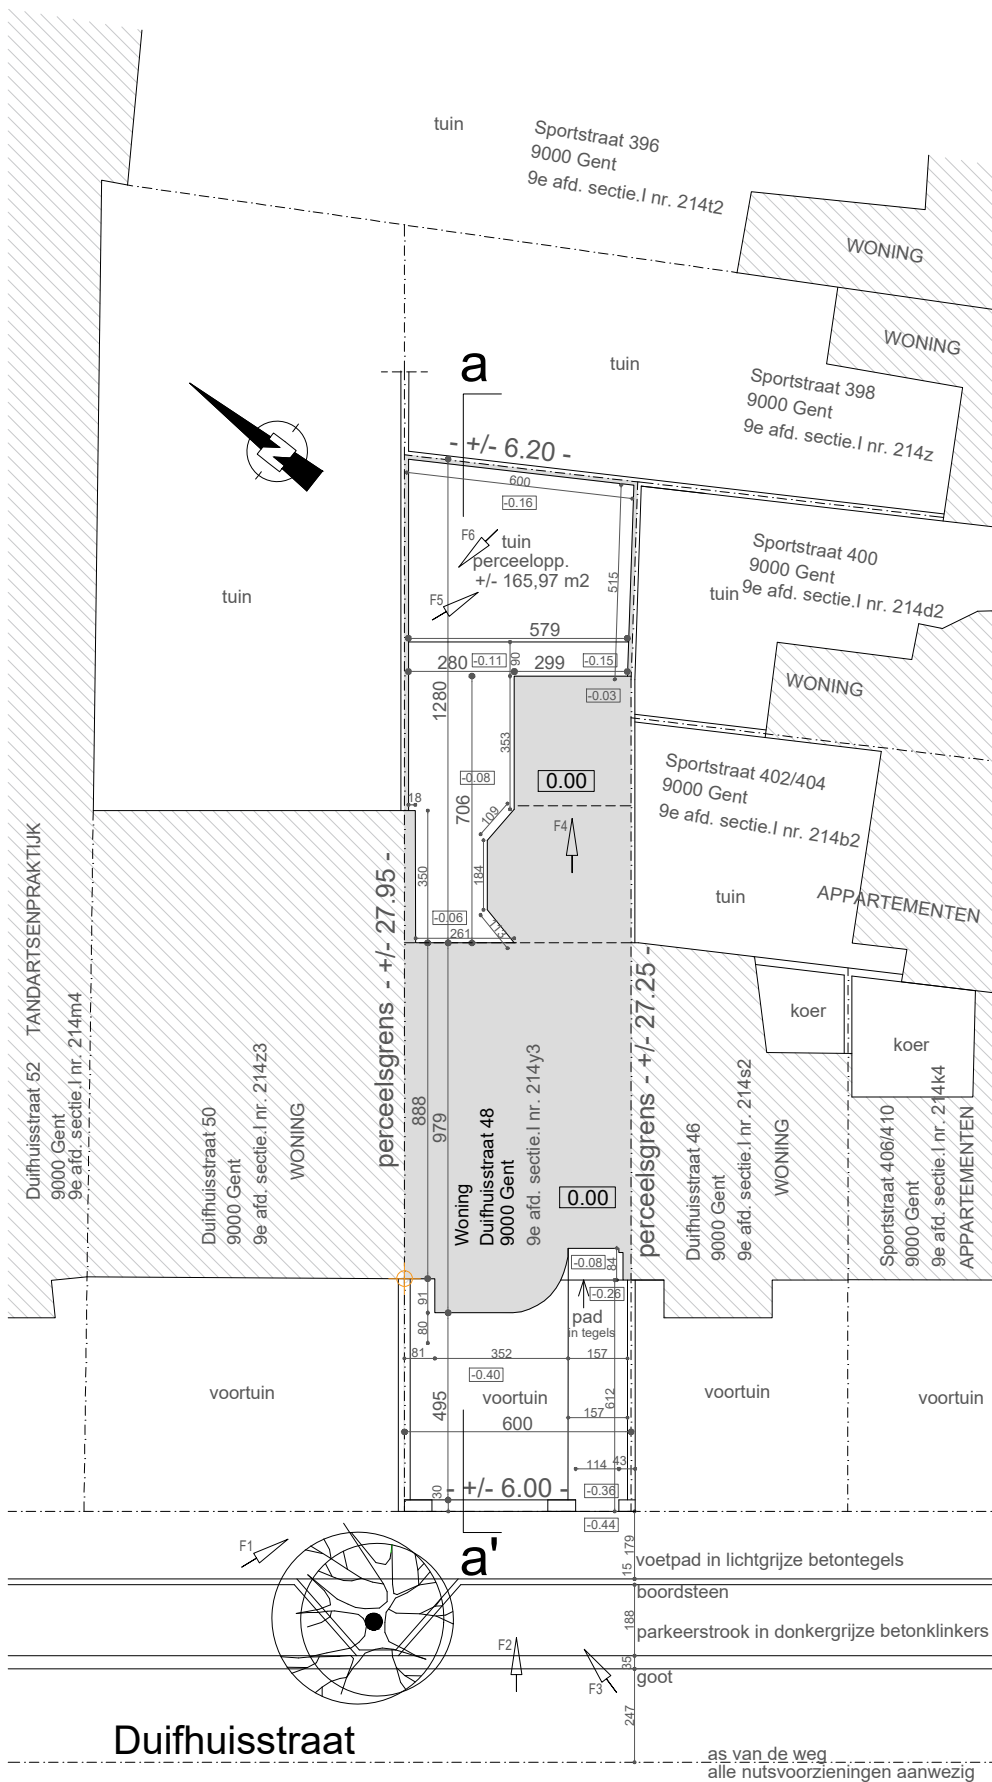 tuin
Sportstraat 396
9000 Gent
9e afd. sectie.I nr. 214t2
WONING
WONING
tuin
a
Sportstraat 398
9000 Gent
9e afd. sectie.I nr. 214z
- +/- 6.20 -
600
-0.16
F6
tuin
perceelopp.
+/- 165,97 m2
F5
515
Sportstraat 400
9000 Gent
9e afd. sectie.I nr. 214d2
tuin
tuin
579
280
-0.11
90
299
-0.15
-0.03
WONING
1280
353
-0.08
0.00
18
706
109
F4
Sportstraat 402/404
9000 Gent
9e afd. sectie.I nr. 214b2
350
184
tuin
APPARTEMENTEN
-0.06
261
113
perceelsgrens - +/- 27.95 -
perceelsgrens - +/- 27.25 -
koer
koer
Duifhuisstraat 52 TANDARTSENPRAKTIJK
9000 Gent
9e afd. sectie.I nr. 214m4
Duifhuisstraat 50
9000 Gent
9e afd. sectie.I nr. 214z3
WONING
888
979
Woning
Duifhuisstraat 48
9000 Gent
9e afd. sectie.I nr. 214y3
0.00
Duifhuisstraat 46
9000 Gent
9e afd. sectie.I nr. 214s2
WONING
Sportstraat 406/410
9000 Gent
9e afd. sectie.I nr. 214k4
APPARTEMENTEN
-0.08
84
-0.26
91
80
pad
in tegels
81
352
157
-0.40
voortuin
voortuin
voortuin
voortuin
495
612
157
600
114
43
30
- +/- 6.00 -
-0.36
-0.44
a'
F1
179
15
voetpad in lichtgrijze betontegels
boordsteen
188
parkeerstrook in donkergrijze betonklinkers
F2
F3
35
goot
247
Duifhuisstraat
as van de weg
alle nutsvoorzieningen aanwezig